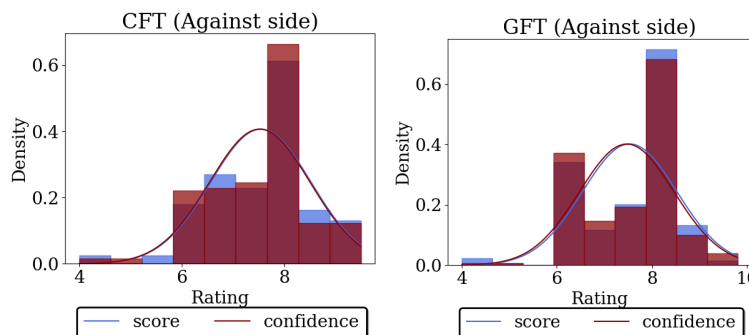 CFT (Against side)
0.6
0.4
0.2
0.0
Density
4
6
8
Rating
score
confidence
GFT (Against side)
0.6
0.4
0.2
0.0
Density
4
6
8
10
Rating
score
confidence